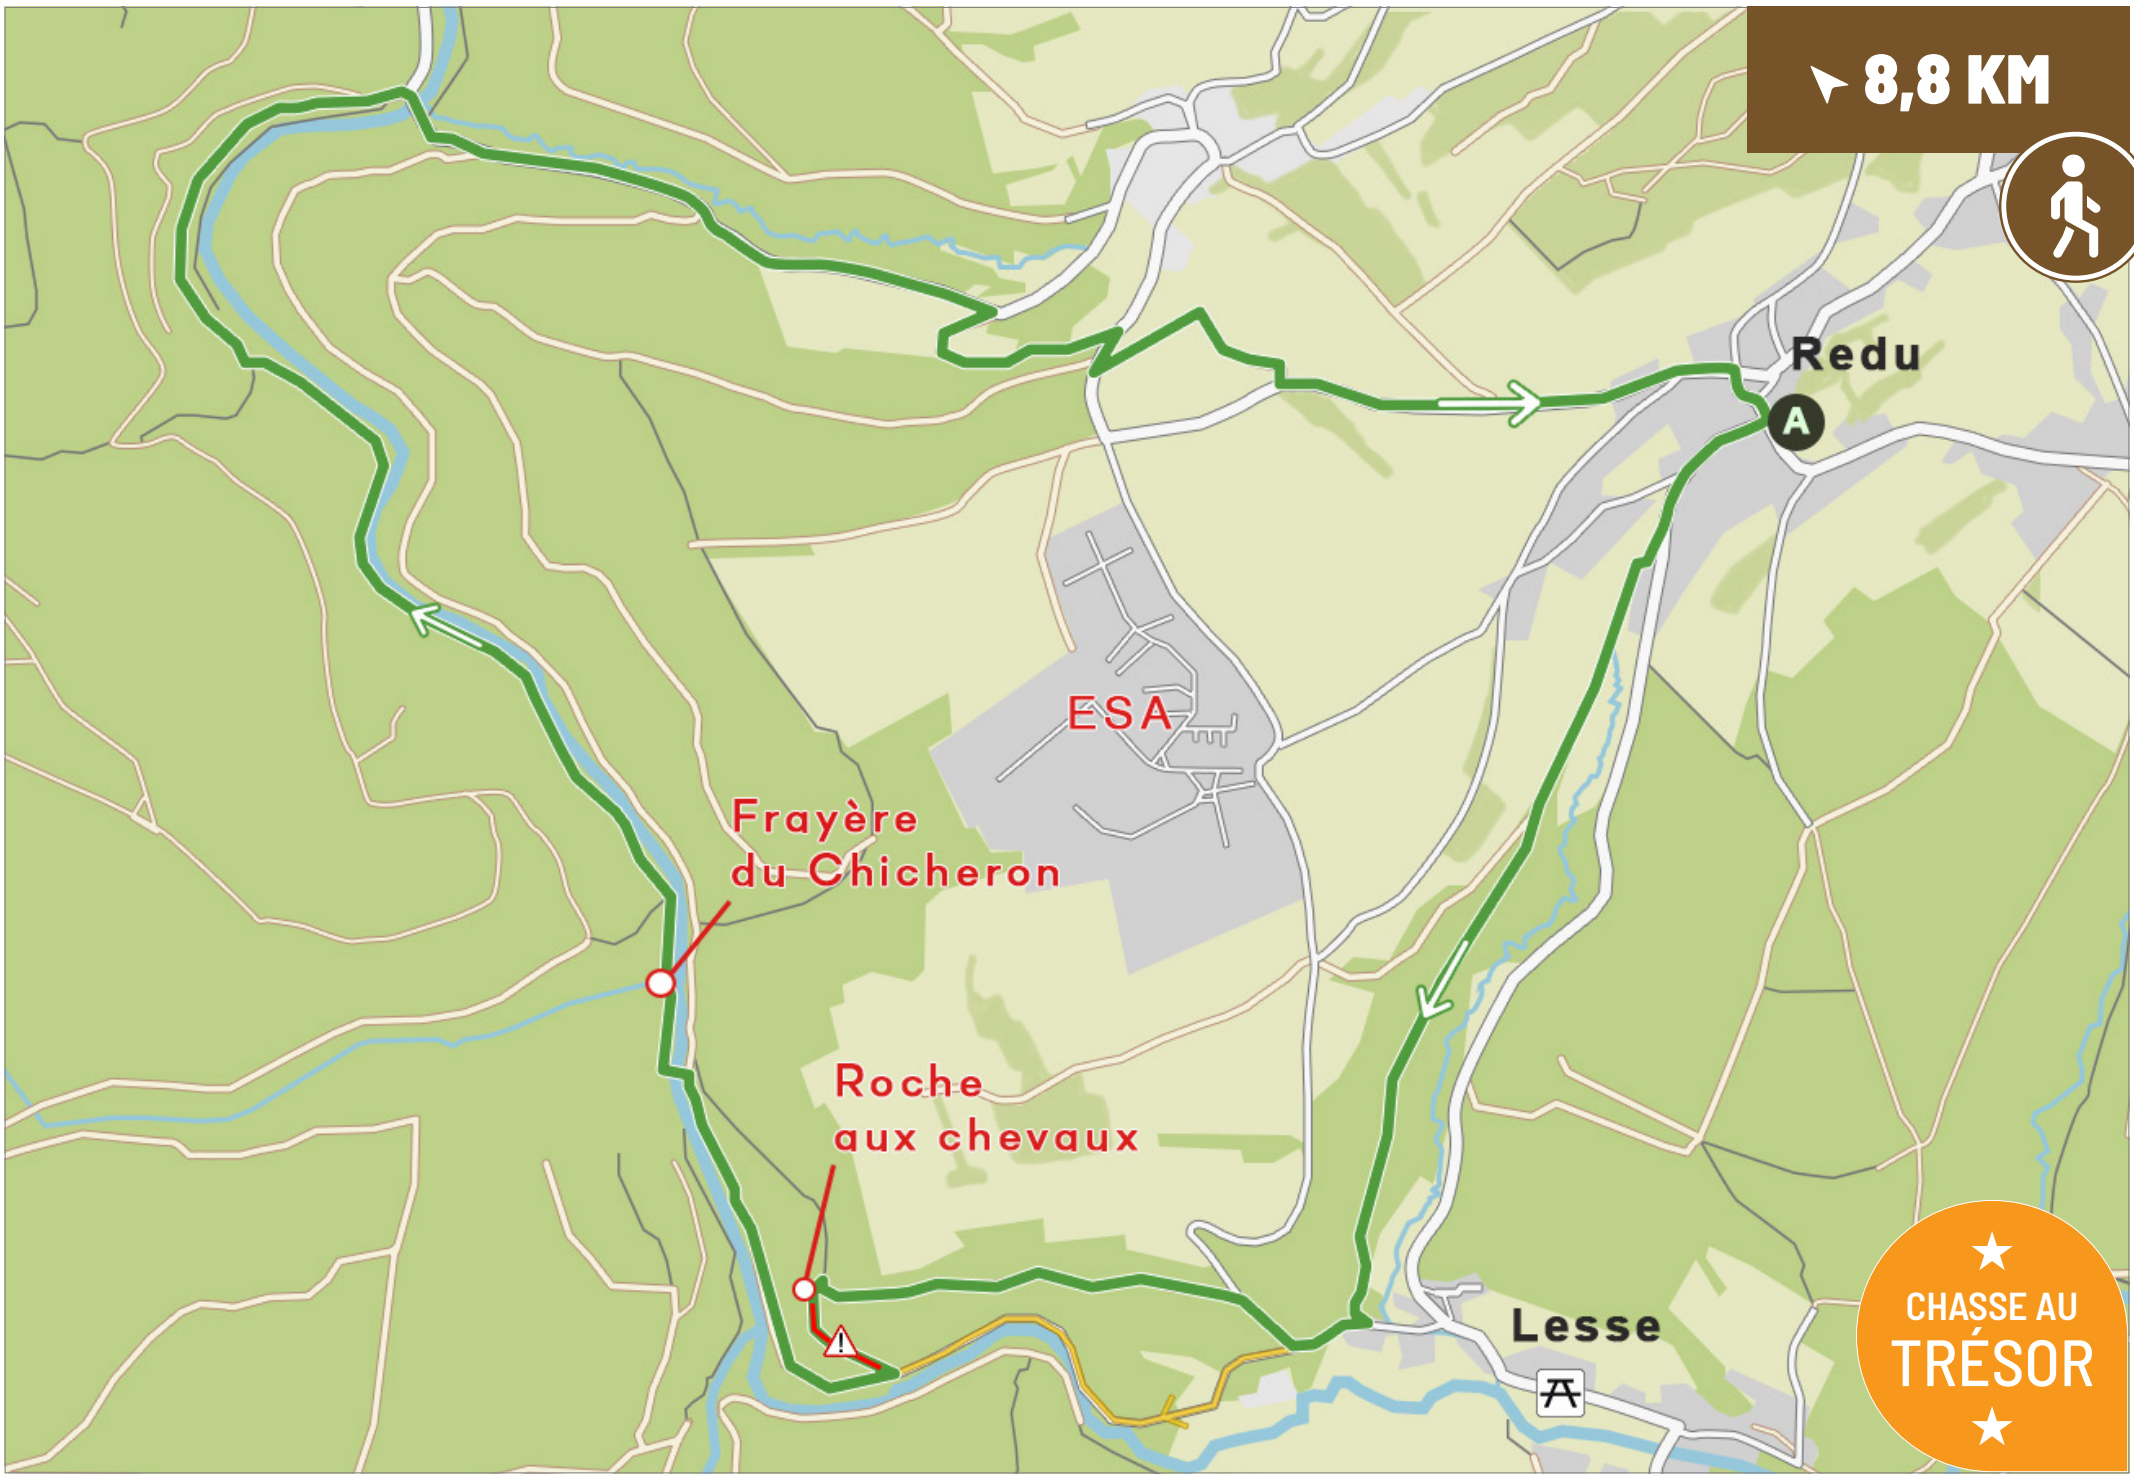 8,8 KM
Redu
A
ESA
Frayère
du Chicheron
Roche
aux chevaux
!
Lesse
CHASSE AU
TRÉSOR